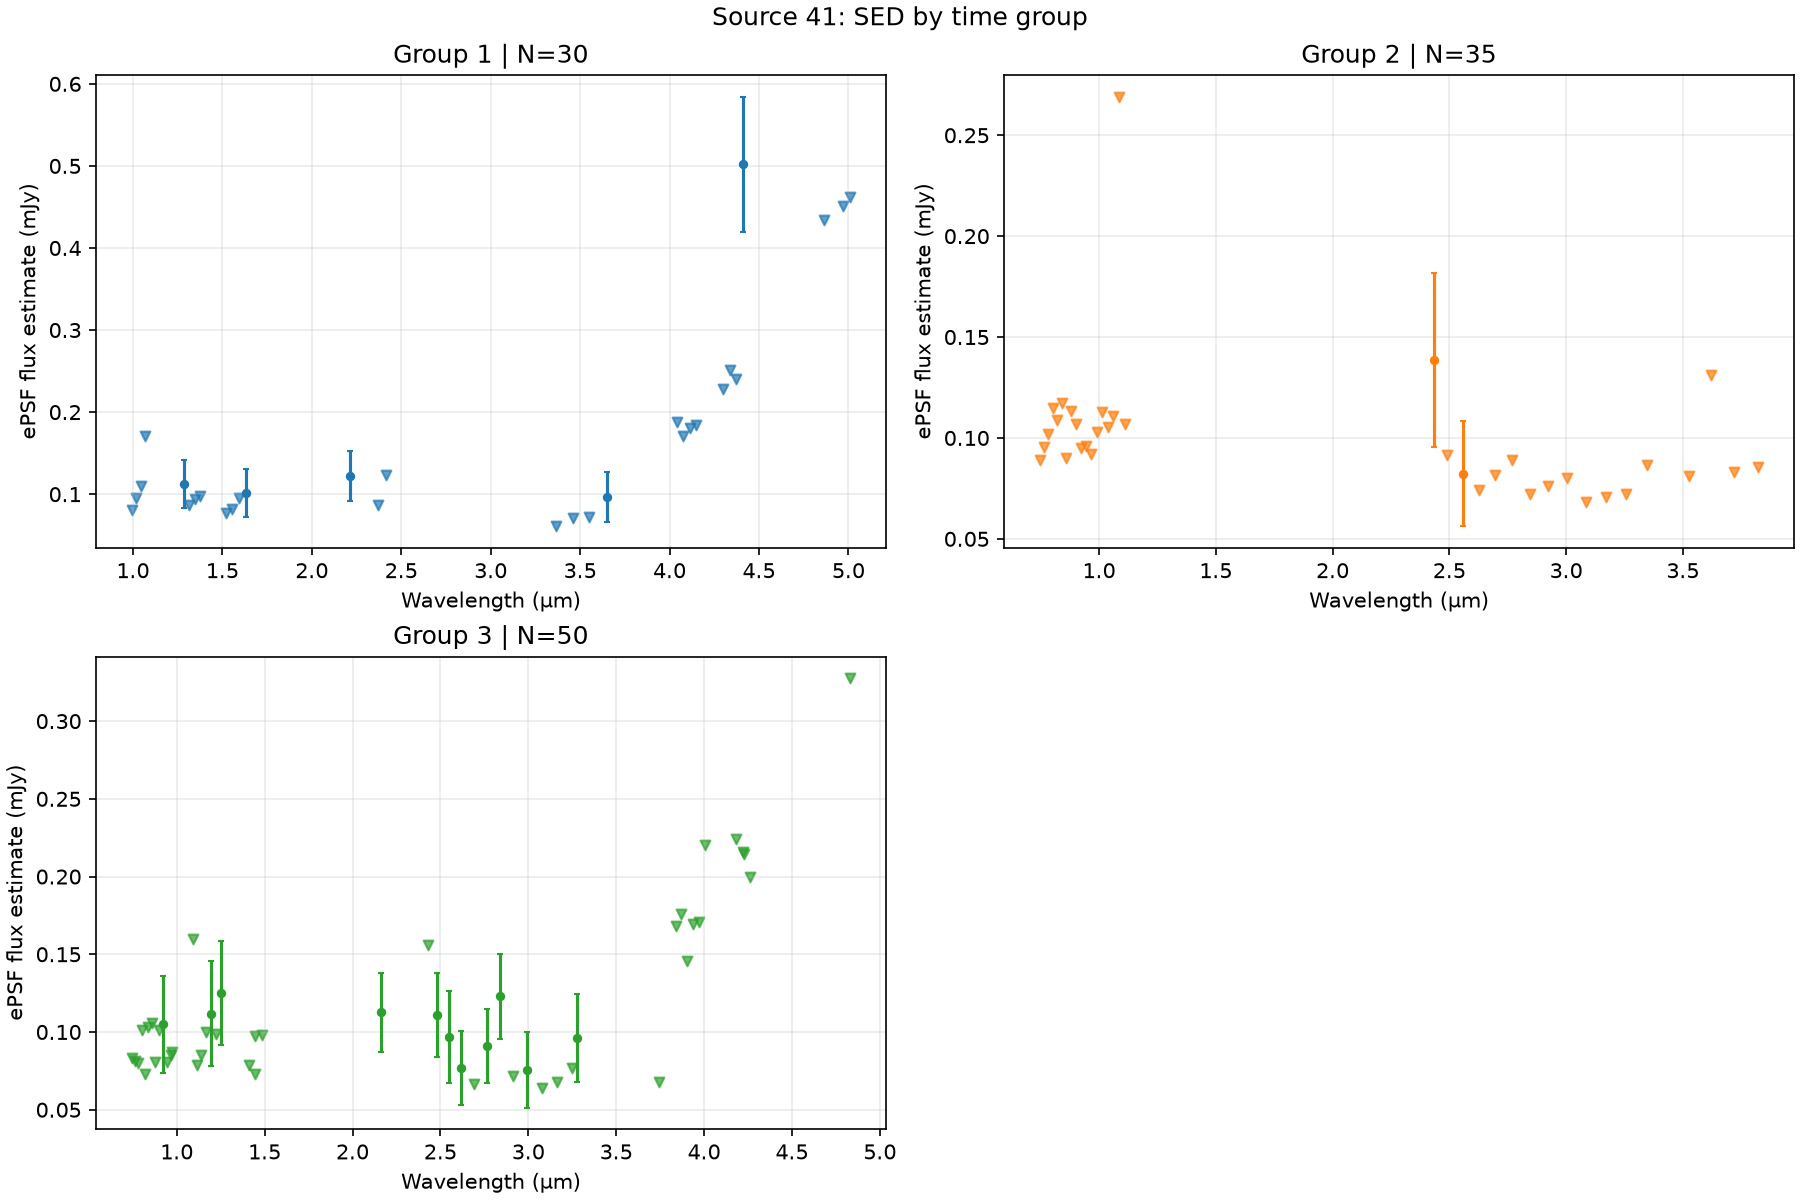 Source 41: SED by time group
Group 1 | N=30
ePSF flux estimate (mJy)
0.6
0.5
0.4
0.3
0.2
0.1
1.0 1.5 2.0 2.5 3.0 3.5 4.0 4.5 5.0
Wavelength (μm)
Group 2 | N=35
ePSF flux estimate (mJy)
0.25
0.20
0.15
0.10
0.05
1.0 1.5 2.0 2.5 3.0 3.5
Wavelength (μm)
Group 3 | N=50
ePSF flux estimate (mJy)
0.30
0.25
0.20
0.15
0.10
0.05
1.0 1.5 2.0 2.5 3.0 3.5 4.0 4.5 5.0
Wavelength (μm)